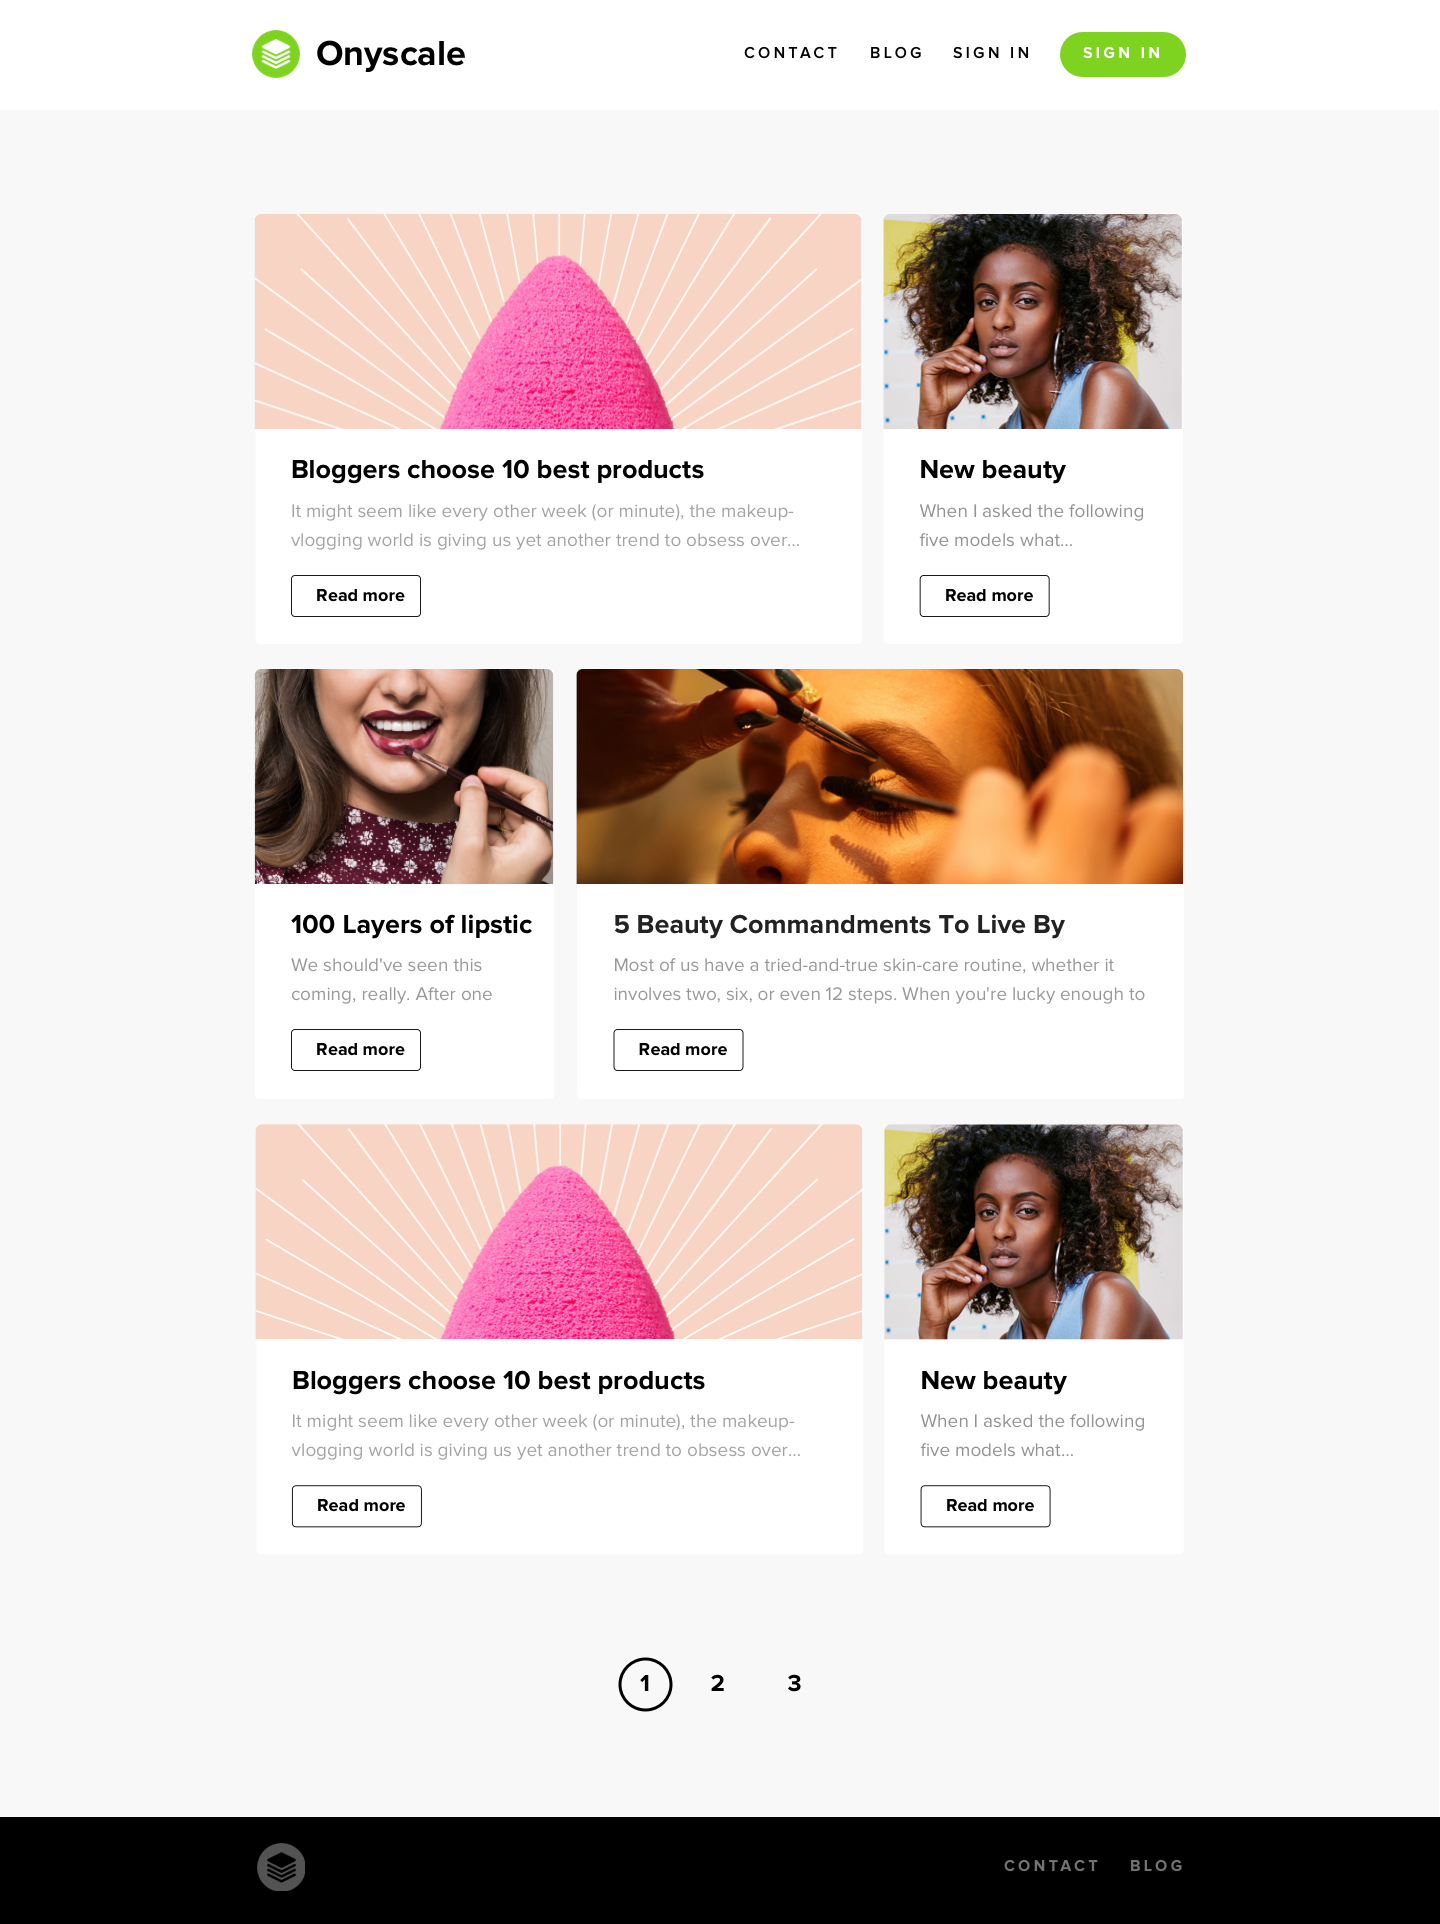 Onyscale
CONTACT BLOG SIGN IN SIGN IN
Bloggers choose 10 best products
It might seem like every other week (or minute), the makeup-
vlogging world is giving us yet another trend to obsess over...
Read more
New beauty
When I asked the following
five models what...
Read more
100 Layers of lipstic
We should've seen this
coming, really. After one
Read more
5 Beauty Commandments To Live By
Most of us have a tried-and-true skin-care routine, whether it
involves two, six, or even 12 steps. When you're lucky enough to
Read more
Bloggers choose 10 best products
It might seem like every other week (or minute), the makeup-
vlogging world is giving us yet another trend to obsess over...
Read more
New beauty
When I asked the following
five models what...
Read more
1 2 3
CONTACT BLOG